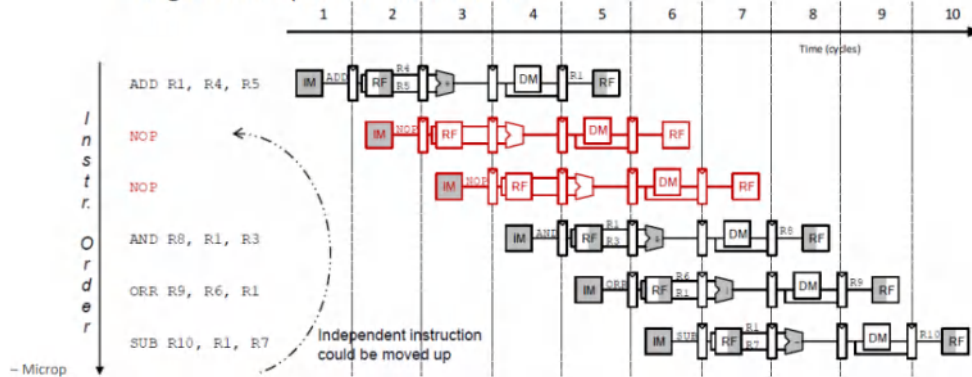 1 2 3 4 5 6 7 8 9 10
Time (cycles)
Instr. Order
ADD R1, R4, R5
IM ADD RF R4 R5 DM R1 RF
NOP
IM NOP RF DM RF
NOP
IM NOP RF DM RF
AND R8, R1, R3
IM AND RF R1 R3 DM R8 RF
ORR R9, R6, R1
IM ORR RF R6 R1 DM R9 RF
SUB R10, R1, R7
IM SUB RF R1 R7 DM R10 RF
Independent instruction
could be moved up
– Microp